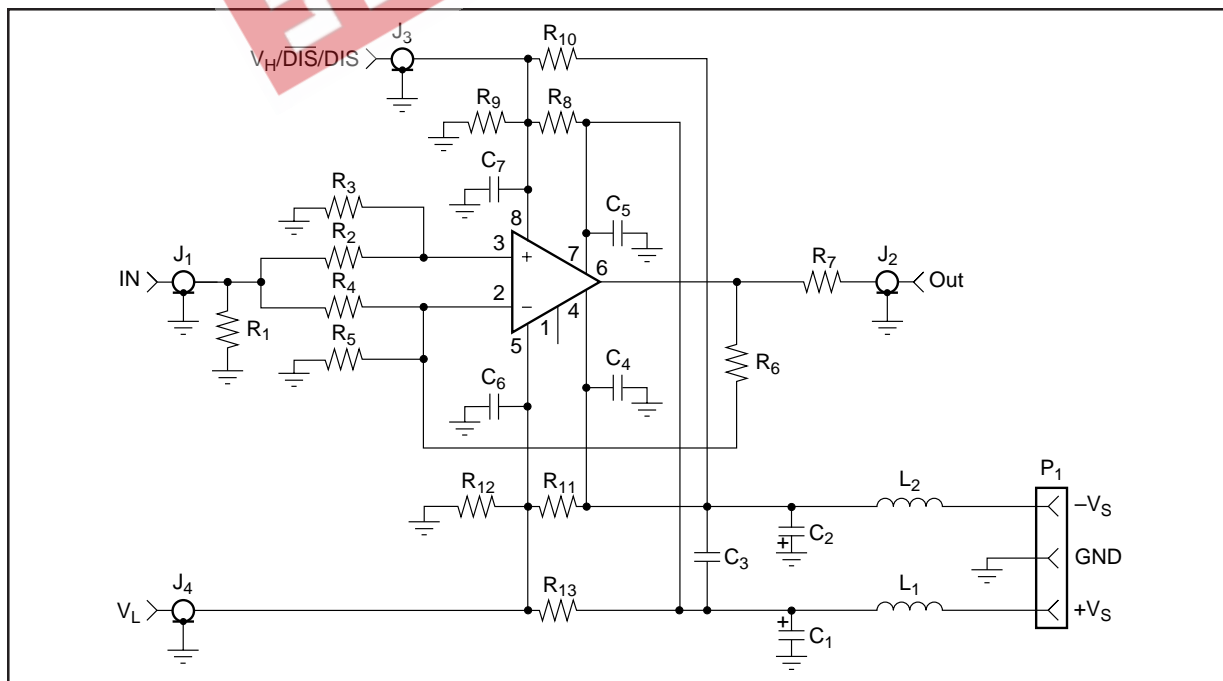 J3
R10
VH/DIS/DIS
R9
R8
C7
R3
8
C5
R2
3
+
7
6
R7
J1
J2
IN
Out
R4
2
–
4
1
R1
R5
5
R6
C6
C4
R12
R11
L2
P1
–VS
C2
+
GND
C3
J4
R13
L1
VL
+VS
+
C1